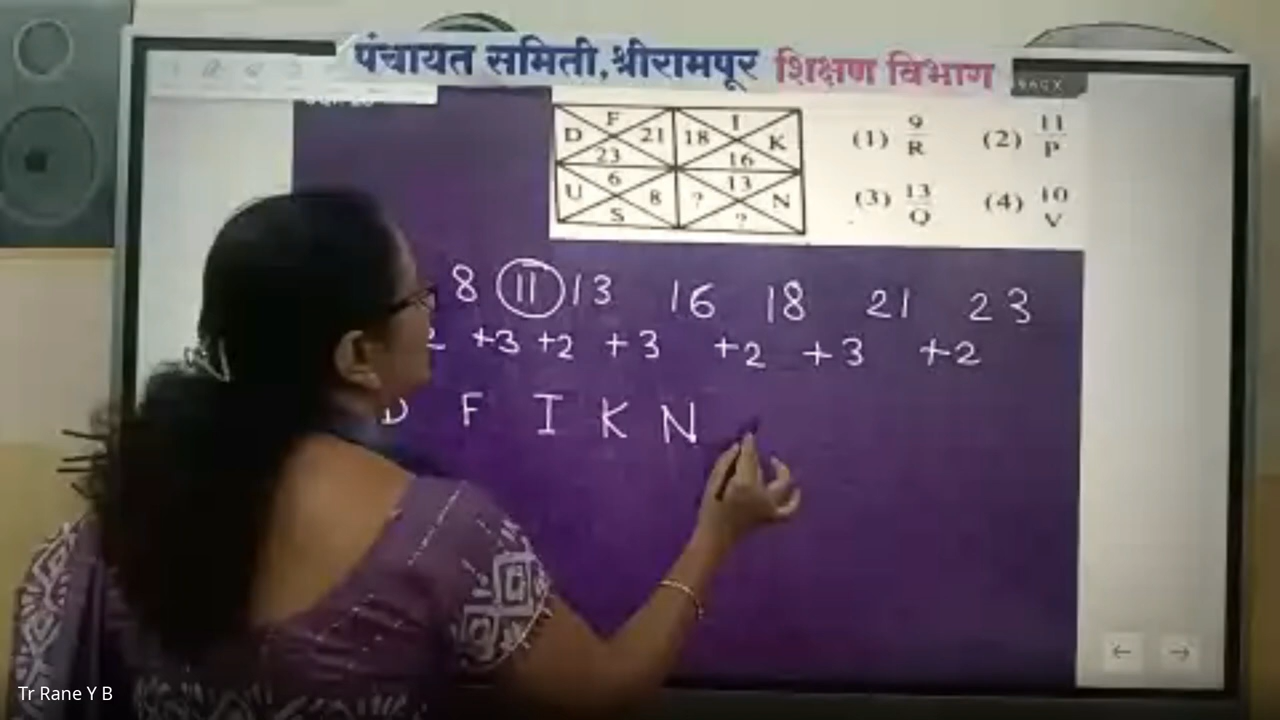 पंचायत समिती,श्रीरामपूर शिक्षण विभाग
F I
D 21 18 K
23 16
6 13
U 8 ? N
S ?
(1) 9/R (2) 11/P
(3) 13/Q (4) 10/V
8 11 13 16 18 21 23
2 +3 +2 +3 +2 +3 +2
D F I K N
← →
Tr Rane Y B